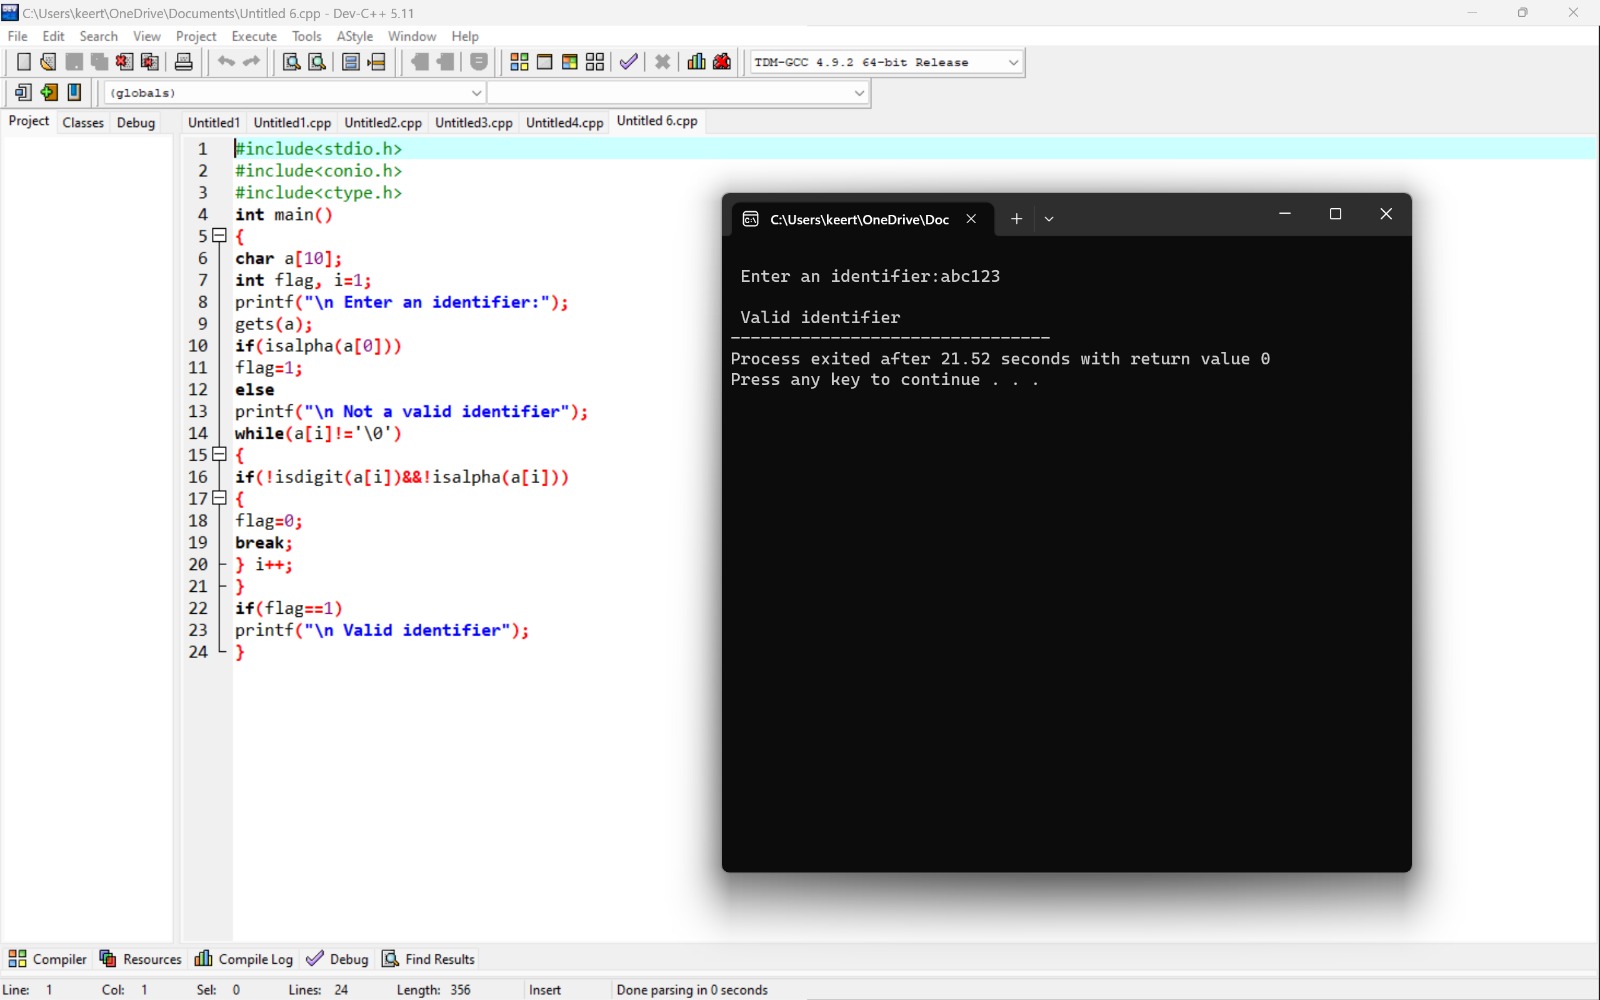 C:\Users\keert\OneDrive\Documents\Untitled 6.cpp - Dev-C++ 5.11
File Edit Search View Project Execute Tools AStyle Window Help
TDM-GCC 4.9.2 64-bit Release
(globals)
Project Classes Debug
Untitled1 Untitled1.cpp Untitled2.cpp Untitled3.cpp Untitled4.cpp Untitled 6.cpp
1 #include<stdio.h>
2 #include<conio.h>
3 #include<ctype.h>
4 int main()
5 {
6 char a[10];
7 int flag, i=1;
8 printf("\n Enter an identifier:");
9 gets(a);
10 if(isalpha(a[0]))
11 flag=1;
12 else
13 printf("\n Not a valid identifier");
14 while(a[i]!='\0')
15 {
16 if(!isdigit(a[i])&&!isalpha(a[i]))
17 {
18 flag=0;
19 break;
20 } i++;
21 }
22 if(flag==1)
23 printf("\n Valid identifier");
24 }
C:\Users\keert\OneDrive\Doc
Enter an identifier:abc123
Valid identifier
--------------------------------
Process exited after 21.52 seconds with return value 0
Press any key to continue . . .
Compiler Resources Compile Log Debug Find Results
Line: 1 Col: 1 Sel: 0 Lines: 24 Length: 356 Insert Done parsing in 0 seconds